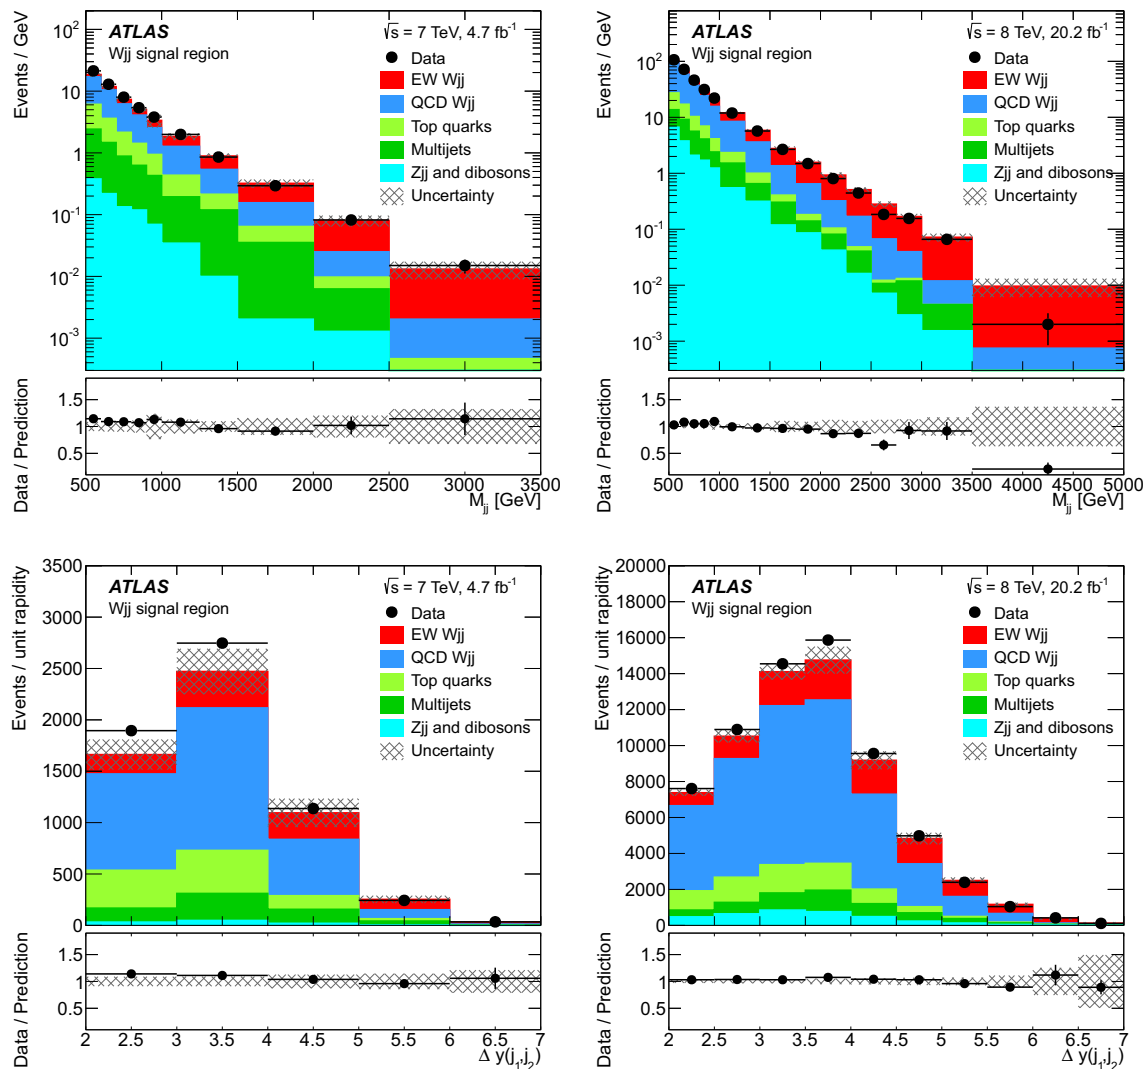 Events / GeV
10²
10
1
10⁻¹
10⁻²
10⁻³
ATLAS
Wjj signal region
√s = 7 TeV, 4.7 fb⁻¹
Data
EW Wjj
QCD Wjj
Top quarks
Multijets
Zjj and dibosons
Uncertainty
Data / Prediction
1.5
1
0.5
500 1000 1500 2000 2500 3000 3500
M_jj [GeV]
Events / GeV
10²
10
1
10⁻¹
10⁻²
10⁻³
ATLAS
Wjj signal region
√s = 8 TeV, 20.2 fb⁻¹
Data
EW Wjj
QCD Wjj
Top quarks
Multijets
Zjj and dibosons
Uncertainty
Data / Prediction
1.5
1
0.5
500 1000 1500 2000 2500 3000 3500 4000 4500 5000
M_jj [GeV]
Events / unit rapidity
3500
3000
2500
2000
1500
1000
500
0
ATLAS
Wjj signal region
√s = 7 TeV, 4.7 fb⁻¹
Data
EW Wjj
QCD Wjj
Top quarks
Multijets
Zjj and dibosons
Uncertainty
Data / Prediction
1.5
1
0.5
2 2.5 3 3.5 4 4.5 5 5.5 6 6.5 7
Δ y(j₁,j₂)
Events / unit rapidity
20000
18000
16000
14000
12000
10000
8000
6000
4000
2000
0
ATLAS
Wjj signal region
√s = 8 TeV, 20.2 fb⁻¹
Data
EW Wjj
QCD Wjj
Top quarks
Multijets
Zjj and dibosons
Uncertainty
Data / Prediction
1.5
1
0.5
2 2.5 3 3.5 4 4.5 5 5.5 6 6.5 7
Δ y(j₁,j₂)